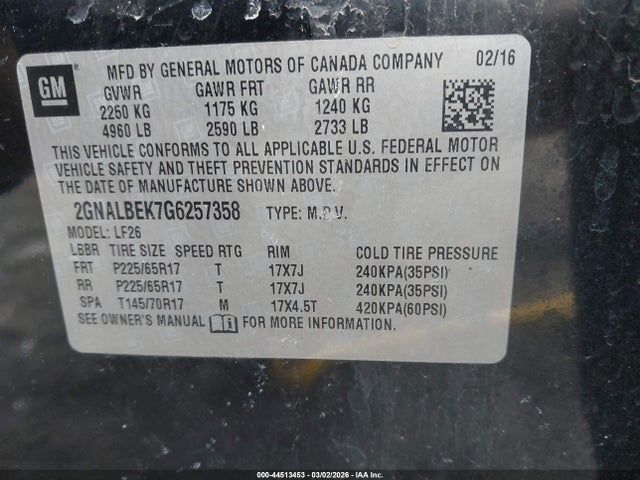 GM
MFD BY GENERAL MOTORS OF CANADA COMPANY 02/16
GVWR GAWR FRT GAWR RR
2250 KG 1175 KG 1240 KG
4960 LB 2590 LB 2733 LB
THIS VEHICLE CONFORMS TO ALL APPLICABLE U.S. FEDERAL MOTOR
VEHICLE SAFETY AND THEFT PREVENTION STANDARDS IN EFFECT ON
THE DATE OF MANUFACTURE SHOWN ABOVE.
2GNALBEK7G6257358 TYPE: M.P.V.
MODEL: LF26
LBBR TIRE SIZE SPEED RTG RIM COLD TIRE PRESSURE
FRT P225/65R17 T 17X7J 240KPA(35PSI)
RR P225/65R17 T 17X7J 240KPA(35PSI)
SPA T145/70R17 M 17X4.5T 420KPA(60PSI)
SEE OWNER'S MANUAL FOR MORE INFORMATION.
000-44513453 - 03/02/2026 - IAA Inc.